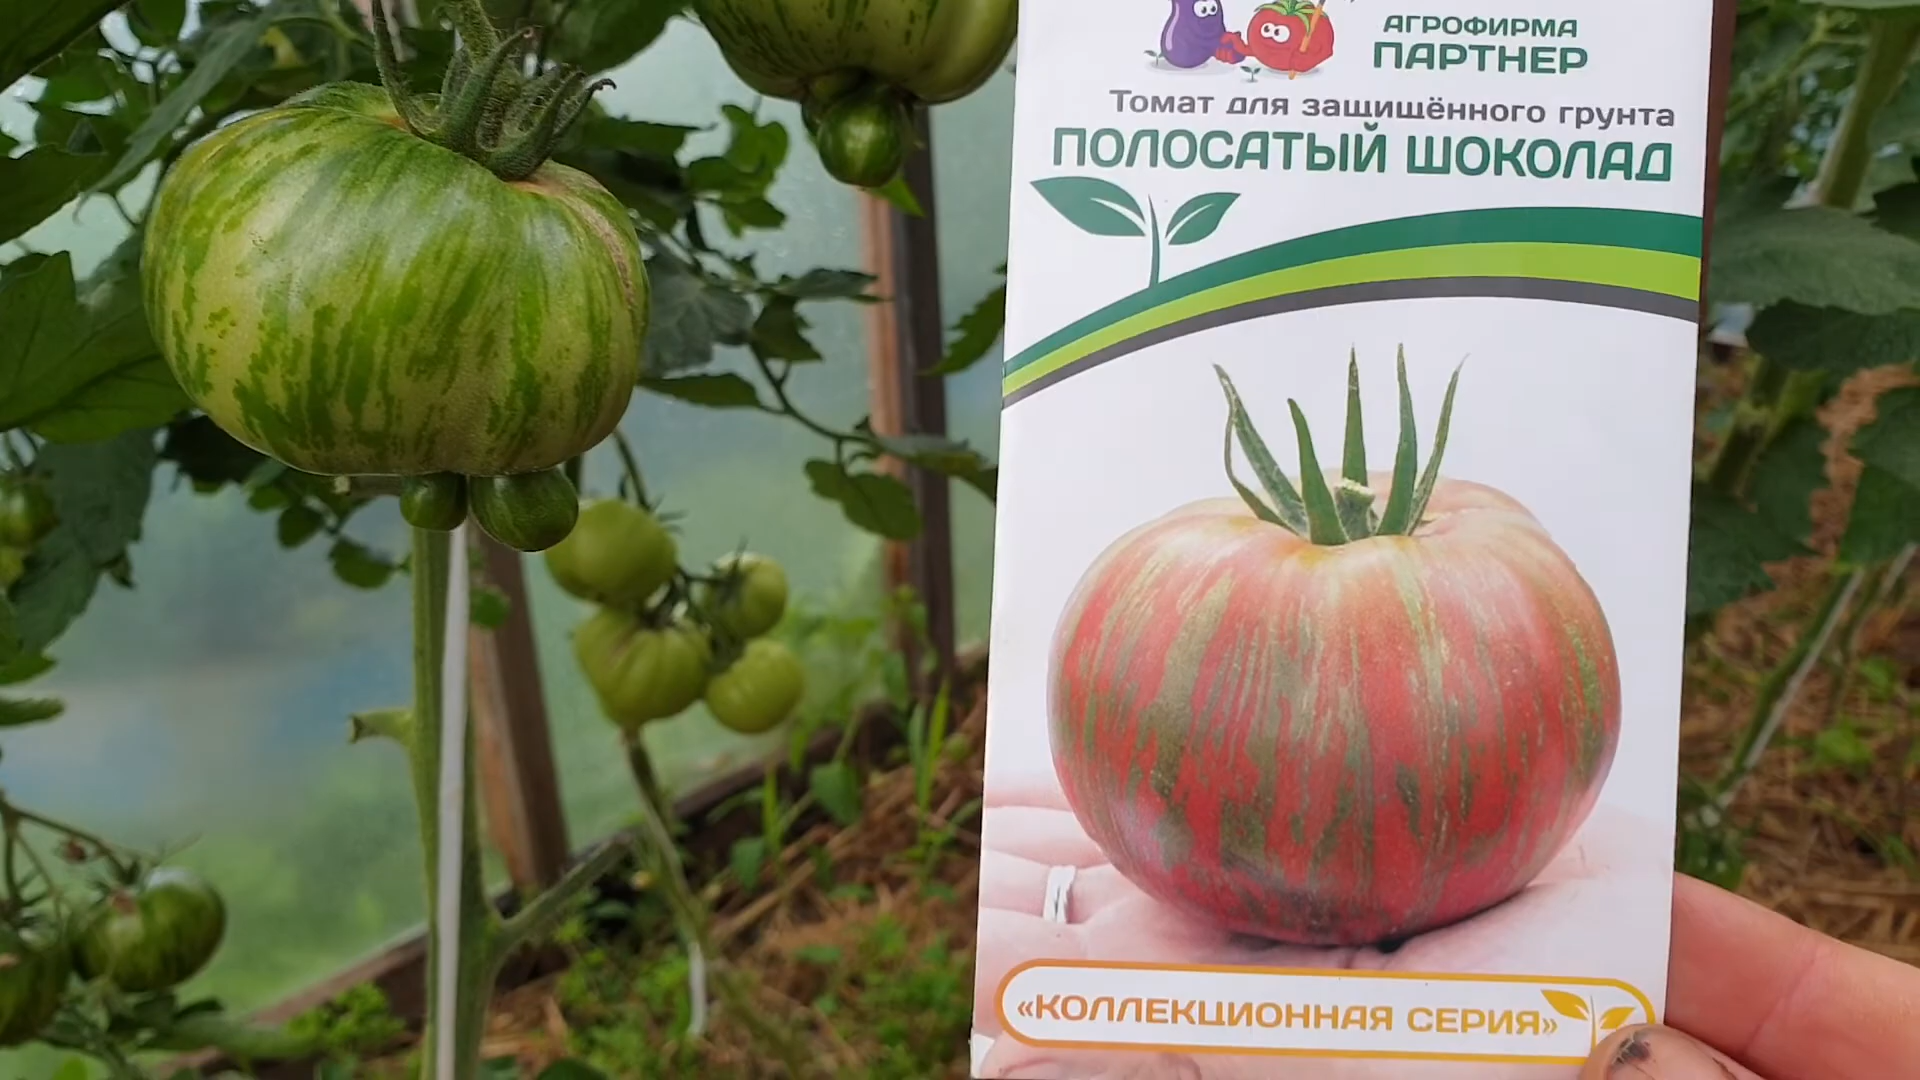 АГРОФИРМА
ПАРТНЕР
Томат для защищённого грунта
ПОЛОСАТЫЙ ШОКОЛАД
«КОЛЛЕКЦИОННАЯ СЕРИЯ»